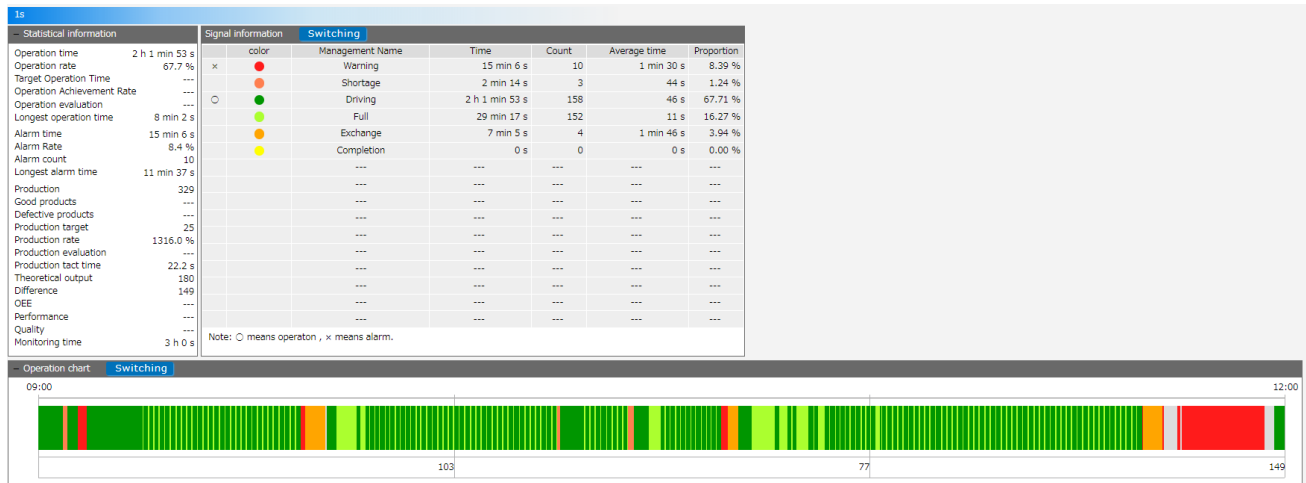 1s
− Statistical information
Operation time 2 h 1 min 53 s
Operation rate 67.7 %
Target Operation Time ---
Operation Achievement Rate ---
Operation evaluation ---
Longest operation time 8 min 2 s
Alarm time 15 min 6 s
Alarm Rate 8.4 %
Alarm count 10
Longest alarm time 11 min 37 s
Production 329
Good products ---
Defective products ---
Production target 25
Production rate 1316.0 %
Production evaluation ---
Production tact time 22.2 s
Theoretical output 180
Difference 149
OEE ---
Performance ---
Quality ---
Monitoring time 3 h 0 s
Signal information Switching
color Management Name Time Count Average time Proportion
× Warning 15 min 6 s 10 1 min 30 s 8.39 %
Shortage 2 min 14 s 3 44 s 1.24 %
○ Driving 2 h 1 min 53 s 158 46 s 67.71 %
Full 29 min 17 s 152 11 s 16.27 %
Exchange 7 min 5 s 4 1 min 46 s 3.94 %
Completion 0 s 0 0 s 0.00 %
--- --- --- --- ---
--- --- --- --- ---
--- --- --- --- ---
--- --- --- --- ---
--- --- --- --- ---
--- --- --- --- ---
--- --- --- --- ---
--- --- --- --- ---
--- --- --- --- ---
--- --- --- --- ---
Note: ○ means operaton , × means alarm.
− Operation chart Switching
09:00 12:00
103 77 149